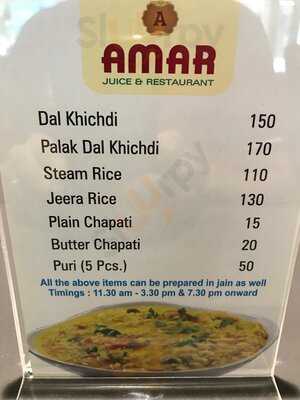 A
AMAR
JUICE & RESTAURANT
Dal Khichdi 150
Palak Dal Khichdi 170
Steam Rice 110
Jeera Rice 130
Plain Chapati 15
Butter Chapati 20
Puri (5 Pcs.) 50
All the above items can be prepared in jain as well
Timings : 11.30 am - 3.30 pm & 7.30 pm onward